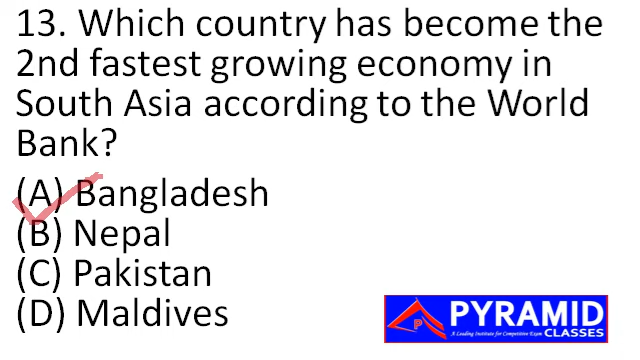 13. Which country has become the
2nd fastest growing economy in
South Asia according to the World
Bank?
(A) Bangladesh
(B) Nepal
(C) Pakistan
(D) Maldives
P
PYRAMID
CLASSES
A Leading Institute for Competitive Exam